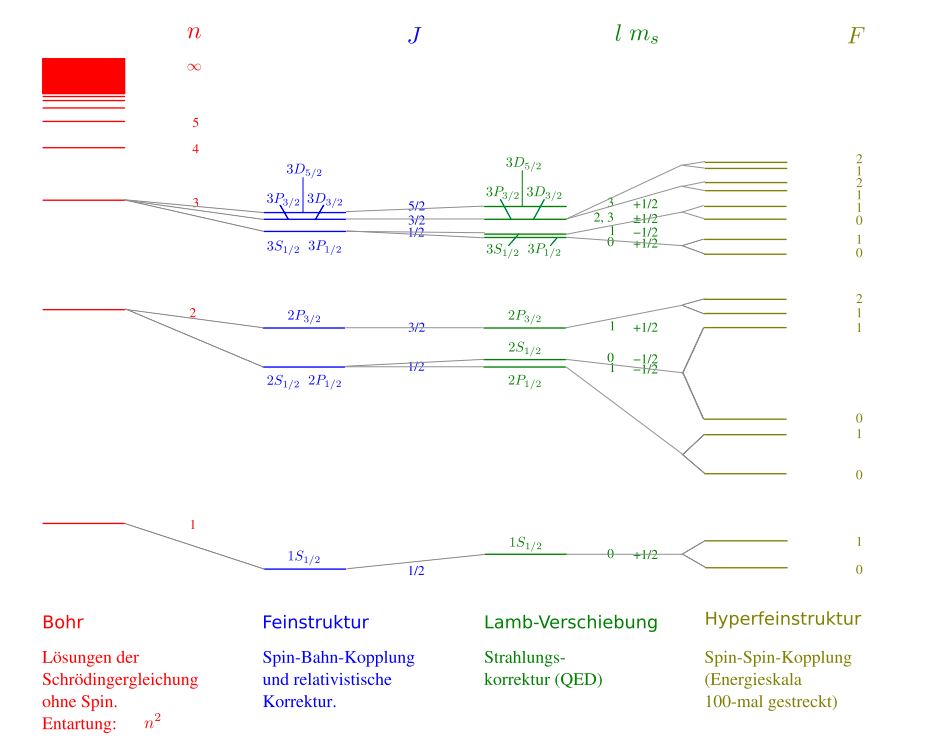 n J l m_s F
∞
5
4
3
2
1
3D_{5/2}
3P_{3/2} 3D_{3/2}
3S_{1/2} 3P_{1/2}
2P_{3/2}
2S_{1/2} 2P_{1/2}
1S_{1/2}
5/2
3/2
1/2
3/2
1/2
1/2
3D_{5/2}
3P_{3/2} 3D_{3/2}
3S_{1/2} 3P_{1/2}
2P_{3/2}
2S_{1/2}
2P_{1/2}
1S_{1/2}
3 +1/2
2, 3 ±1/2
1 −1/2
0 +1/2
1 +1/2
0 −1/2
1 −1/2
0 +1/2
2
1
2
1
1
0
1
0
2
1
1
0
1
0
1
0
Bohr
Lösungen der
Schrödingergleichung
ohne Spin.
Entartung: n²
Feinstruktur
Spin-Bahn-Kopplung
und relativistische
Korrektur.
Lamb-Verschiebung
Strahlungs-
korrektur (QED)
Hyperfeinstruktur
Spin-Spin-Kopplung
(Energieskala
100-mal gestreckt)